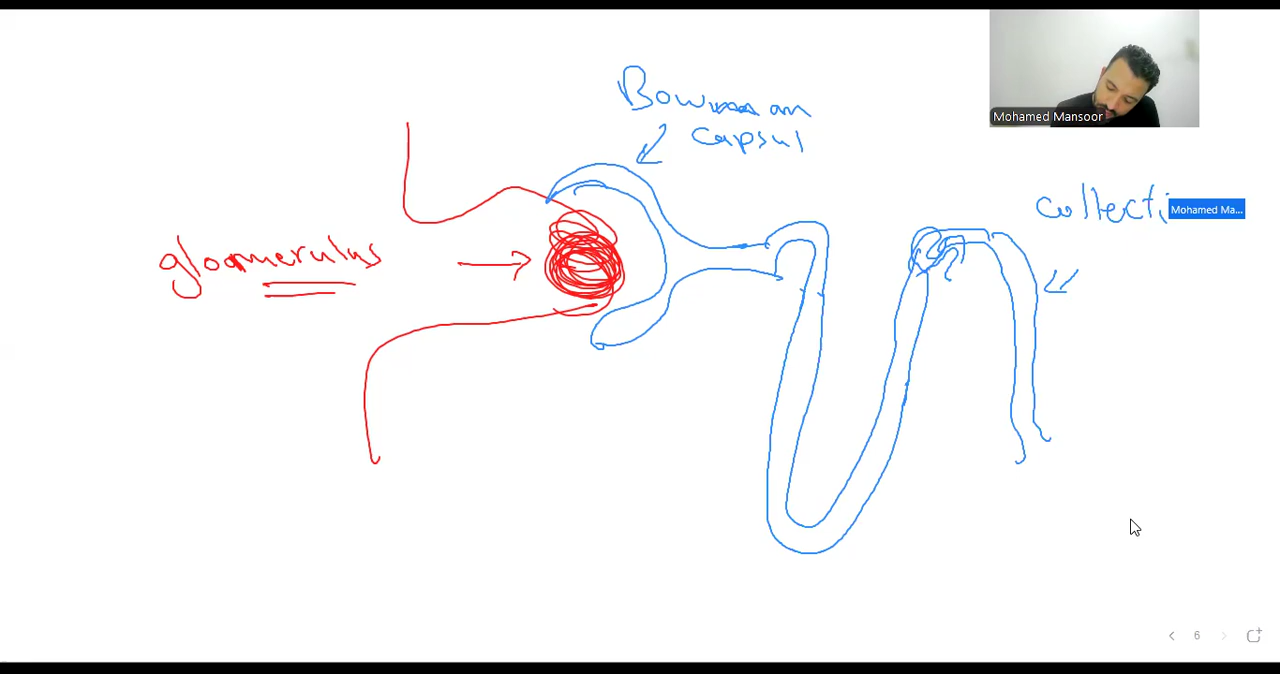 Mohamed Mansoor
Bowman
capsul
collecti
Mohamed Ma...
glomerulus
6